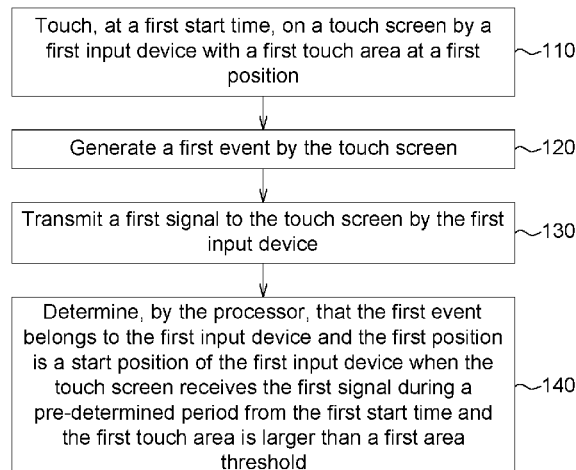 Touch, at a first start time, on a touch screen by a
first input device with a first touch area at a first
position
110
Generate a first event by the touch screen
120
Transmit a first signal to the touch screen by the first
input device
130
Determine, by the processor, that the first event
belongs to the first input device and the first position
is a start position of the first input device when the
touch screen receives the first signal during a
pre-determined period from the first start time and
the first touch area is larger than a first area
threshold
140